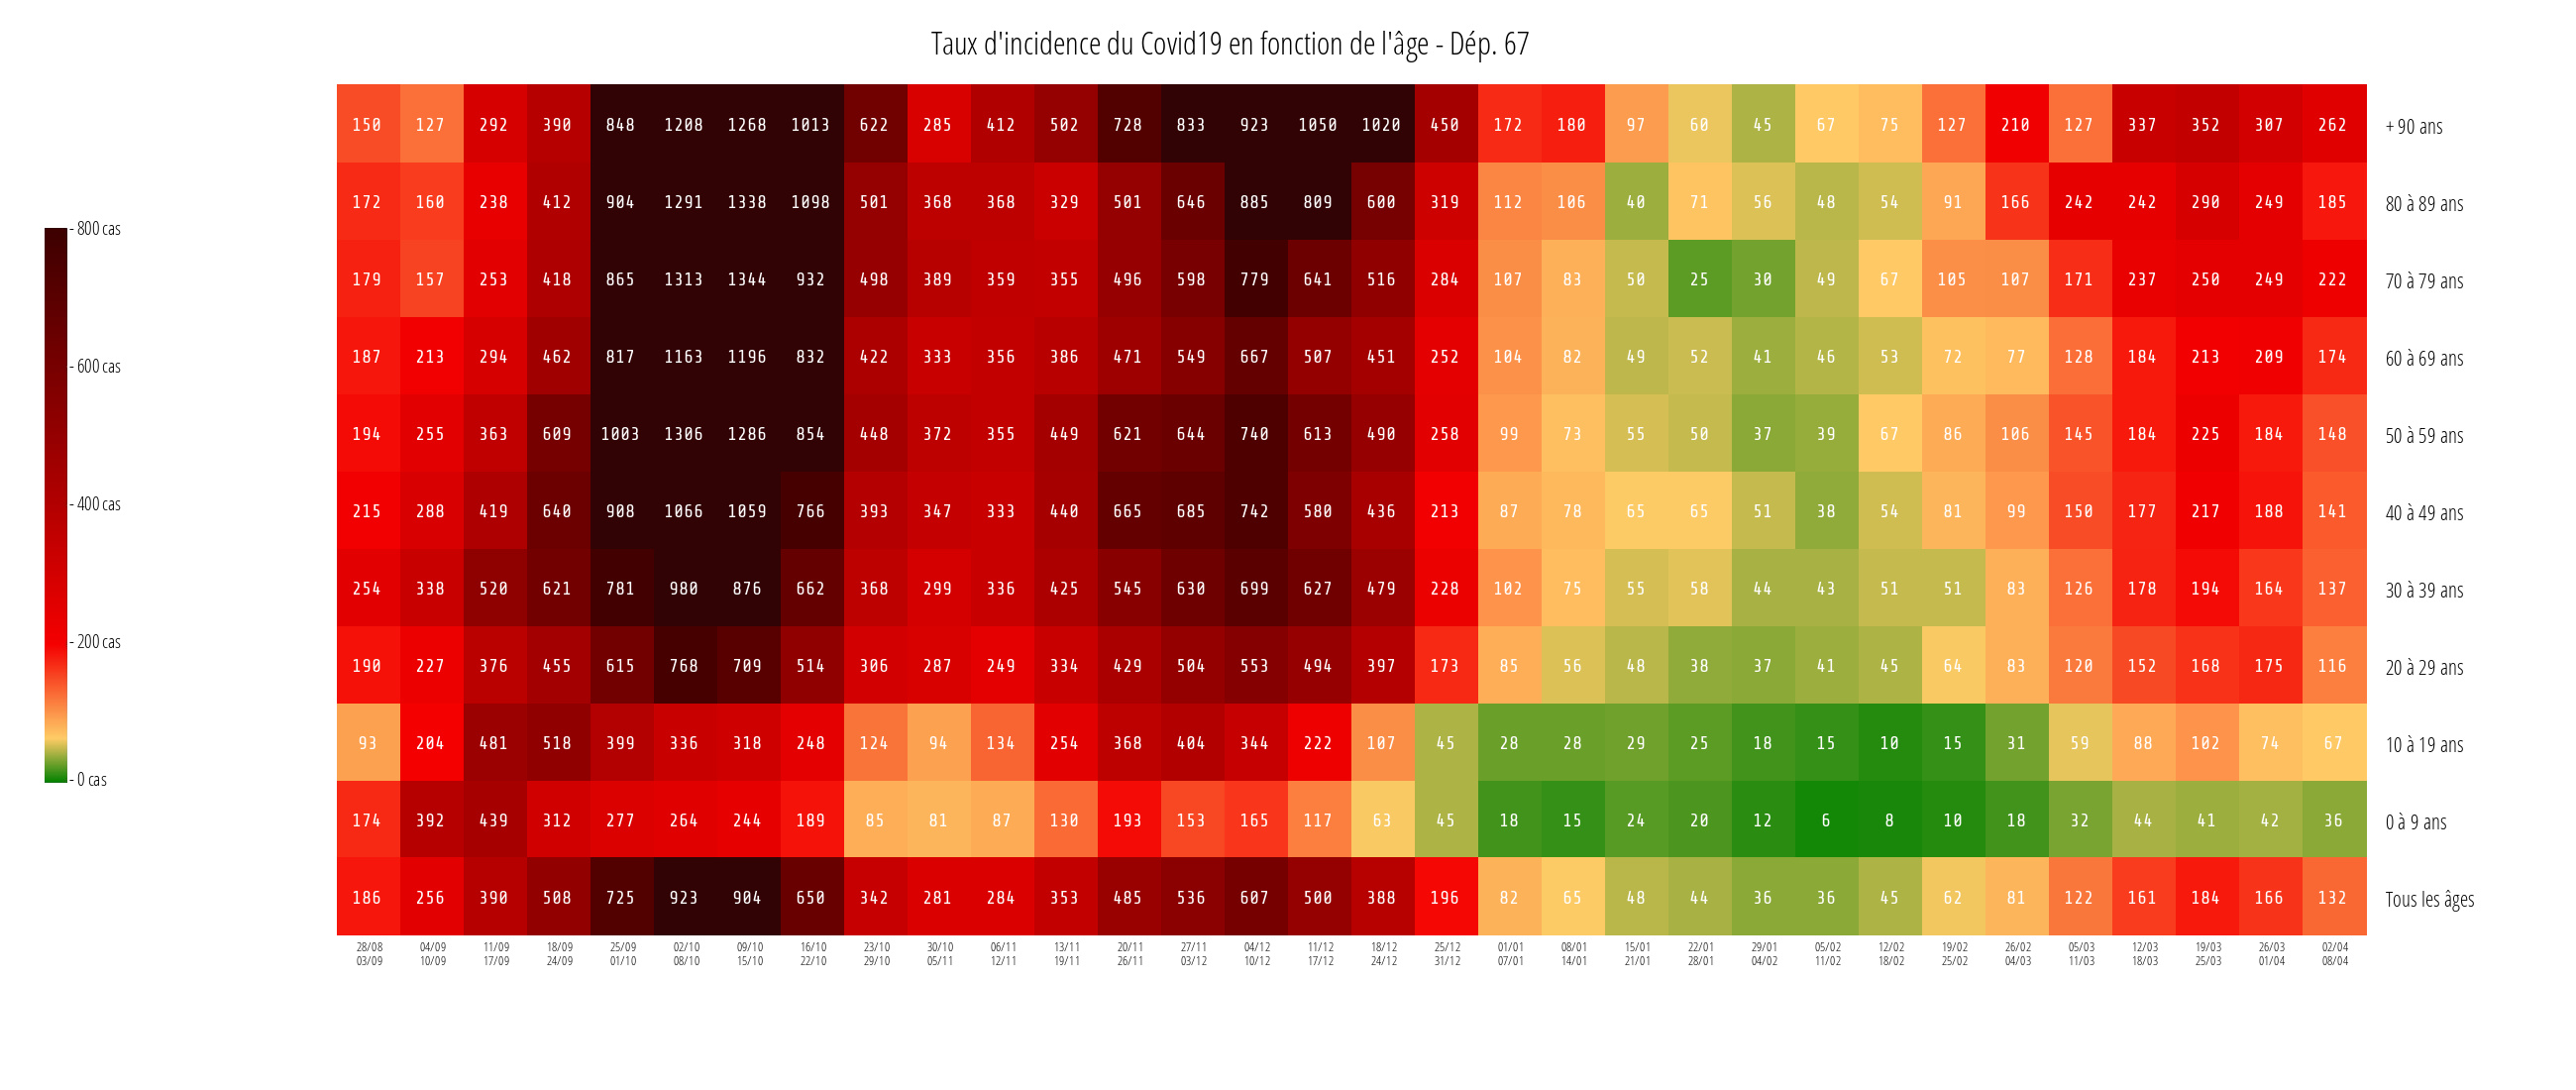 Taux d'incidence du Covid19 en fonction de l'âge - Dép. 67
- 800 cas
- 600 cas
- 400 cas
- 200 cas
- 0 cas
150 127 292 390 848 1208 1268 1013 622 285 412 502 728 833 923 1050 1020 450 172 180 97 60 45 67 75 127 210 127 337 352 307 262 + 90 ans
172 160 238 412 904 1291 1338 1098 501 368 368 329 501 646 885 809 600 319 112 106 40 71 56 48 54 91 166 242 242 290 249 185 80 à 89 ans
179 157 253 418 865 1313 1344 932 498 389 359 355 496 598 779 641 516 284 107 83 50 25 30 49 67 105 107 171 237 250 249 222 70 à 79 ans
187 213 294 462 817 1163 1196 832 422 333 356 386 471 549 667 507 451 252 104 82 49 52 41 46 53 72 77 128 184 213 209 174 60 à 69 ans
194 255 363 609 1003 1306 1286 854 448 372 355 449 621 644 740 613 490 258 99 73 55 50 37 39 67 86 106 145 184 225 184 148 50 à 59 ans
215 288 419 640 908 1066 1059 766 393 347 333 440 665 685 742 580 436 213 87 78 65 65 51 38 54 81 99 150 177 217 188 141 40 à 49 ans
254 338 520 621 781 980 876 662 368 299 336 425 545 630 699 627 479 228 102 75 55 58 44 43 51 51 83 126 178 194 164 137 30 à 39 ans
190 227 376 455 615 768 709 514 306 287 249 334 429 504 553 494 397 173 85 56 48 38 37 41 45 64 83 120 152 168 175 116 20 à 29 ans
93 204 481 518 399 336 318 248 124 94 134 254 368 404 344 222 107 45 28 28 29 25 18 15 10 15 31 59 88 102 74 67 10 à 19 ans
174 392 439 312 277 264 244 189 85 81 87 130 193 153 165 117 63 45 18 15 24 20 12 6 8 10 18 32 44 41 42 36 0 à 9 ans
186 256 390 508 725 923 904 650 342 281 284 353 485 536 607 500 388 196 82 65 48 44 36 36 45 62 81 122 161 184 166 132 Tous les âges
28/08 04/09 11/09 18/09 25/09 02/10 09/10 16/10 23/10 30/10 06/11 13/11 20/11 27/11 04/12 11/12 18/12 25/12 01/01 08/01 15/01 22/01 29/01 05/02 12/02 19/02 26/02 05/03 12/03 19/03 26/03 02/04
03/09 10/09 17/09 24/09 01/10 08/10 15/10 22/10 29/10 05/11 12/11 19/11 26/11 03/12 10/12 17/12 24/12 31/12 07/01 14/01 21/01 28/01 04/02 11/02 18/02 25/02 04/03 11/03 18/03 25/03 01/04 08/04